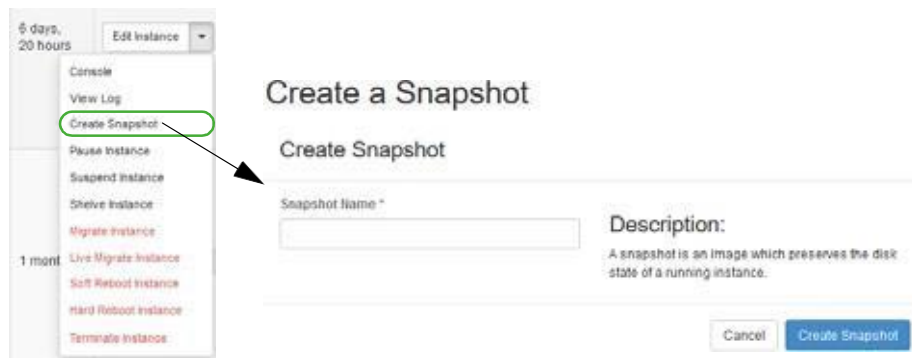 6 days,
20 hours
Edit Instance
Console
View Log
Create Snapshot
Pause Instance
Suspend Instance
Shelve Instance
Migrate Instance
1 mont
Live Migrate Instance
Soft Reboot Instance
Hard Reboot Instance
Terminate Instance
Create a Snapshot
Create Snapshot
Snapshot Name *
Description:
A snapshot is an image which preserves the disk
state of a running instance.
Cancel
Create Snapshot